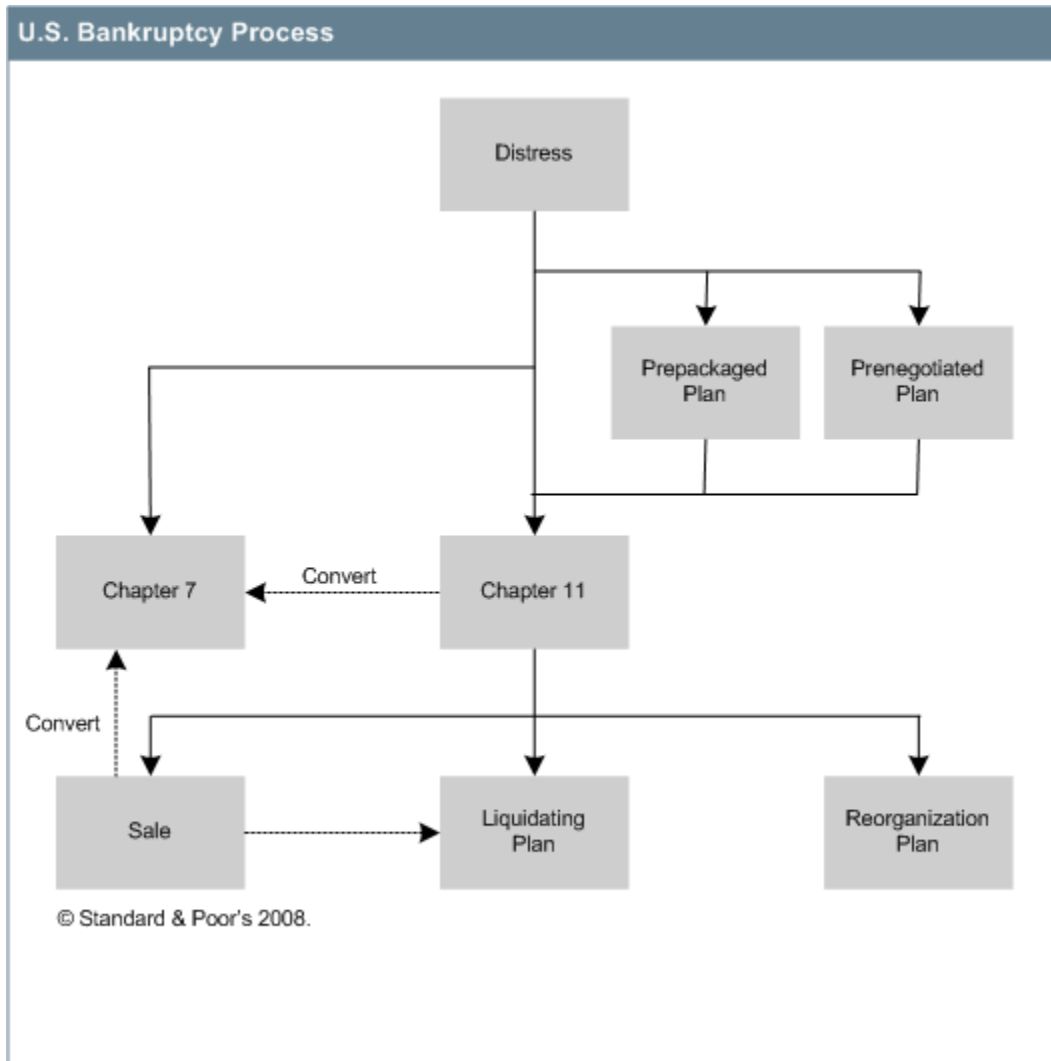 U.S. Bankruptcy Process
Distress
Prepackaged
Plan
Prenegotiated
Plan
Chapter 7
Convert
Chapter 11
Convert
Sale
Liquidating
Plan
Reorganization
Plan
© Standard & Poor's 2008.